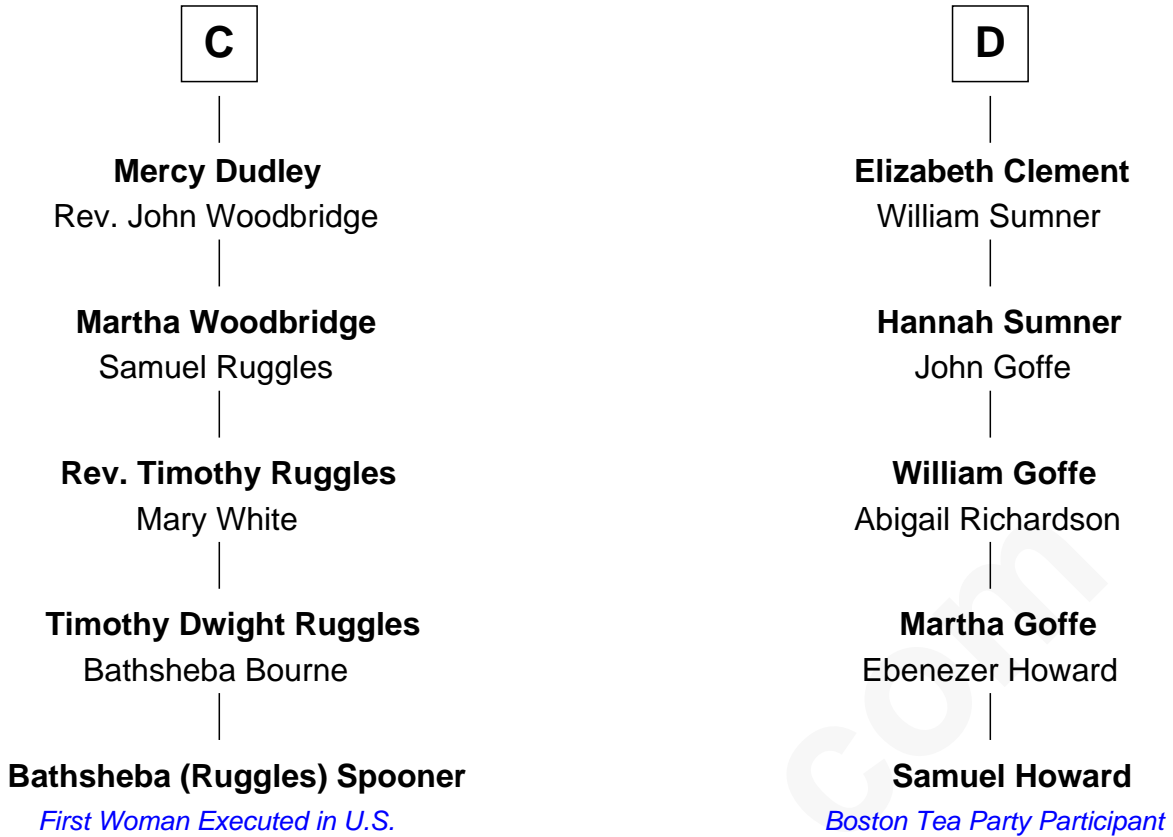 C
Mercy Dudley
Rev. John Woodbridge
Martha Woodbridge
Samuel Ruggles
Rev. Timothy Ruggles
Mary White
Timothy Dwight Ruggles
Bathsheba Bourne
Bathsheba (Ruggles) Spooner
First Woman Executed in U.S.
D
Elizabeth Clement
William Sumner
Hannah Sumner
John Goffe
William Goffe
Abigail Richardson
Martha Goffe
Ebenezer Howard
Samuel Howard
Boston Tea Party Participant
com